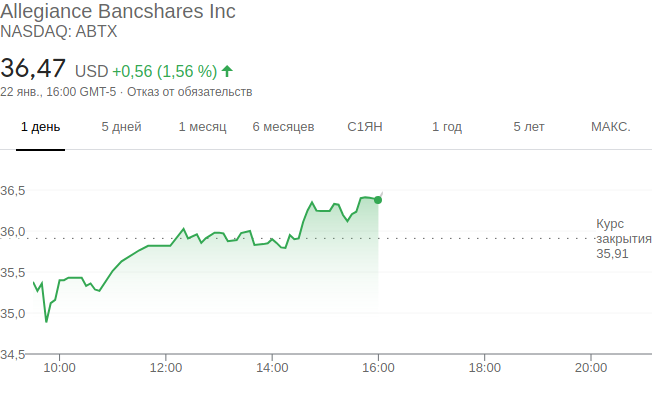 Allegiance Bancshares Inc
NASDAQ: ABTX
36,47 USD +0,56 (1,56 %)
22 янв., 16:00 GMT-5 · Отказ от обязательств
1 день 5 дней 1 месяц 6 месяцев С1ЯН 1 год 5 лет МАКС.
36,5
36,0
35,5
35,0
34,5
Курс
закрытия
35,91
10:00 12:00 14:00 16:00 18:00 20:00